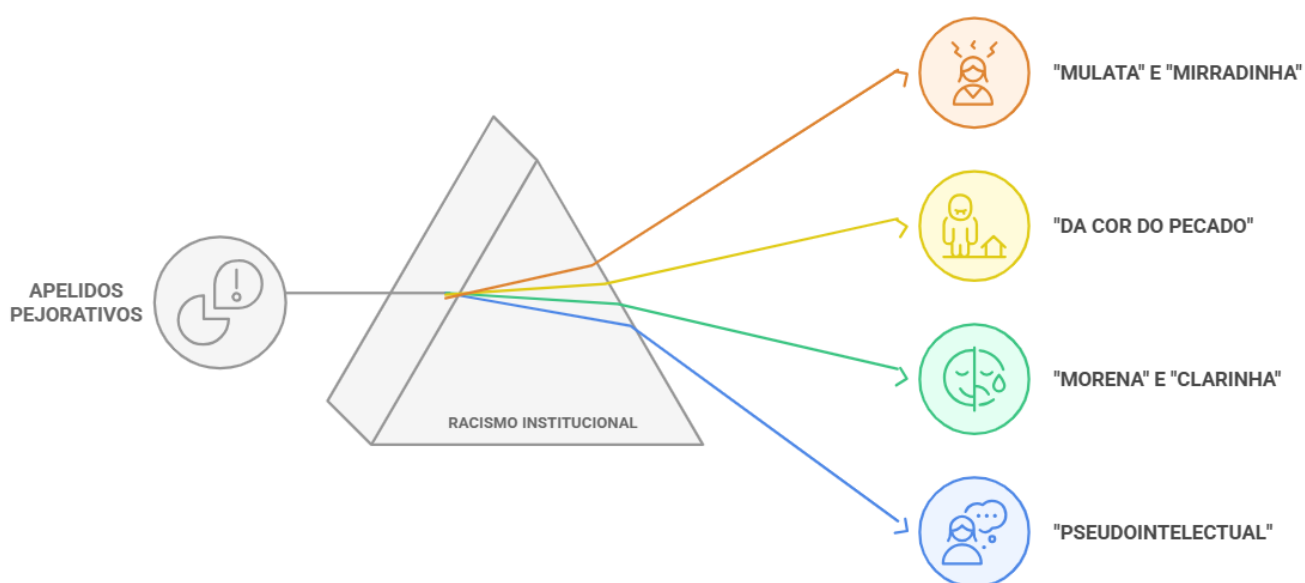 APELIDOS
PEJORATIVOS
RACISMO INSTITUCIONAL
"MULATA" E "MIRRADINHA"
"DA COR DO PECADO"
"MORENA" E "CLARINHA"
"PSEUDOINTELECTUAL"